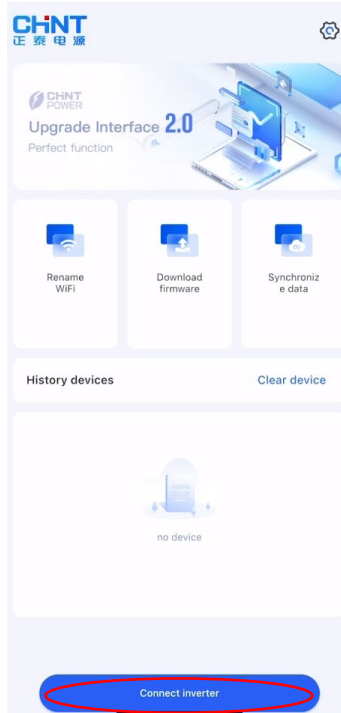 CHNT
正泰电源
CHNT
POWER
Upgrade Interface 2.0
Perfect function
Rename
WiFi
Download
firmware
Synchroniz
e data
History devices
Clear device
no device
Connect inverter